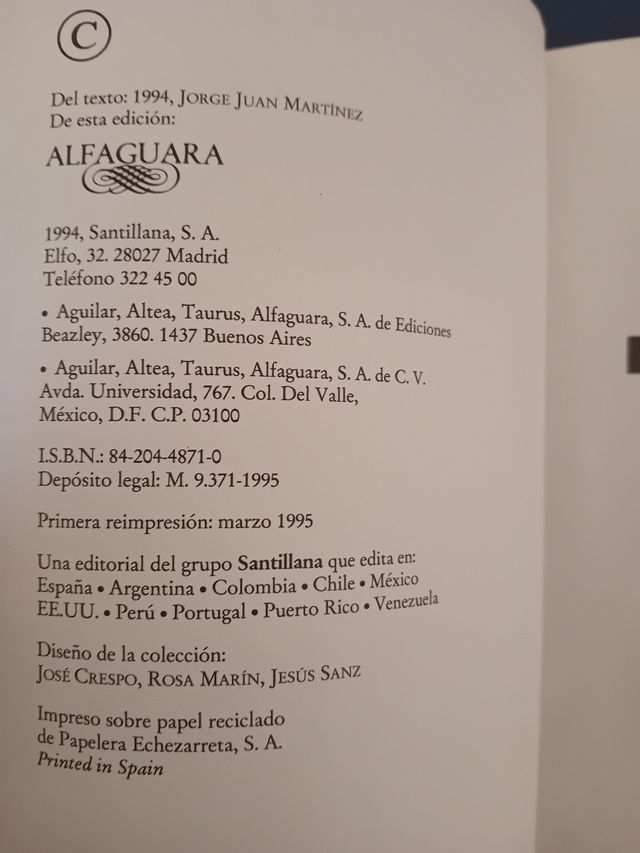 ©
Del texto: 1994, JORGE JUAN MARTÍNEZ
De esta edición:
ALFAGUARA
1994, Santillana, S. A.
Elfo, 32. 28027 Madrid
Teléfono 322 45 00
• Aguilar, Altea, Taurus, Alfaguara, S. A. de Ediciones
Beazley, 3860. 1437 Buenos Aires
• Aguilar, Altea, Taurus, Alfaguara, S. A. de C. V.
Avda. Universidad, 767. Col. Del Valle,
México, D.F. C.P. 03100
I.S.B.N.: 84-204-4871-0
Depósito legal: M. 9.371-1995
Primera reimpresión: marzo 1995
Una editorial del grupo Santillana que edita en:
España • Argentina • Colombia • Chile • México
EE.UU. • Perú • Portugal • Puerto Rico • Venezuela
Diseño de la colección:
JOSÉ CRESPO, ROSA MARÍN, JESÚS SANZ
Impreso sobre papel reciclado
de Papelera Echezarreta, S. A.
Printed in Spain